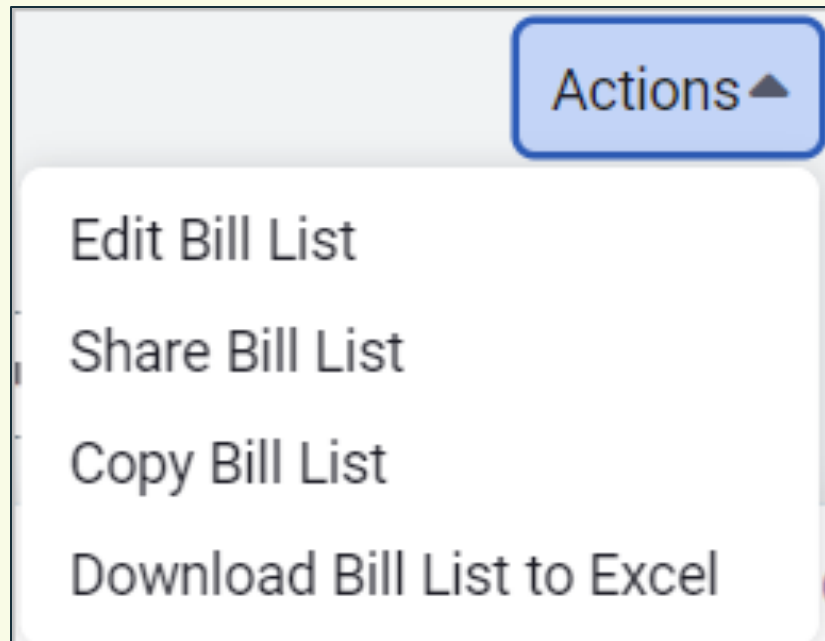 Actions
Edit Bill List
Share Bill List
Copy Bill List
Download Bill List to Excel